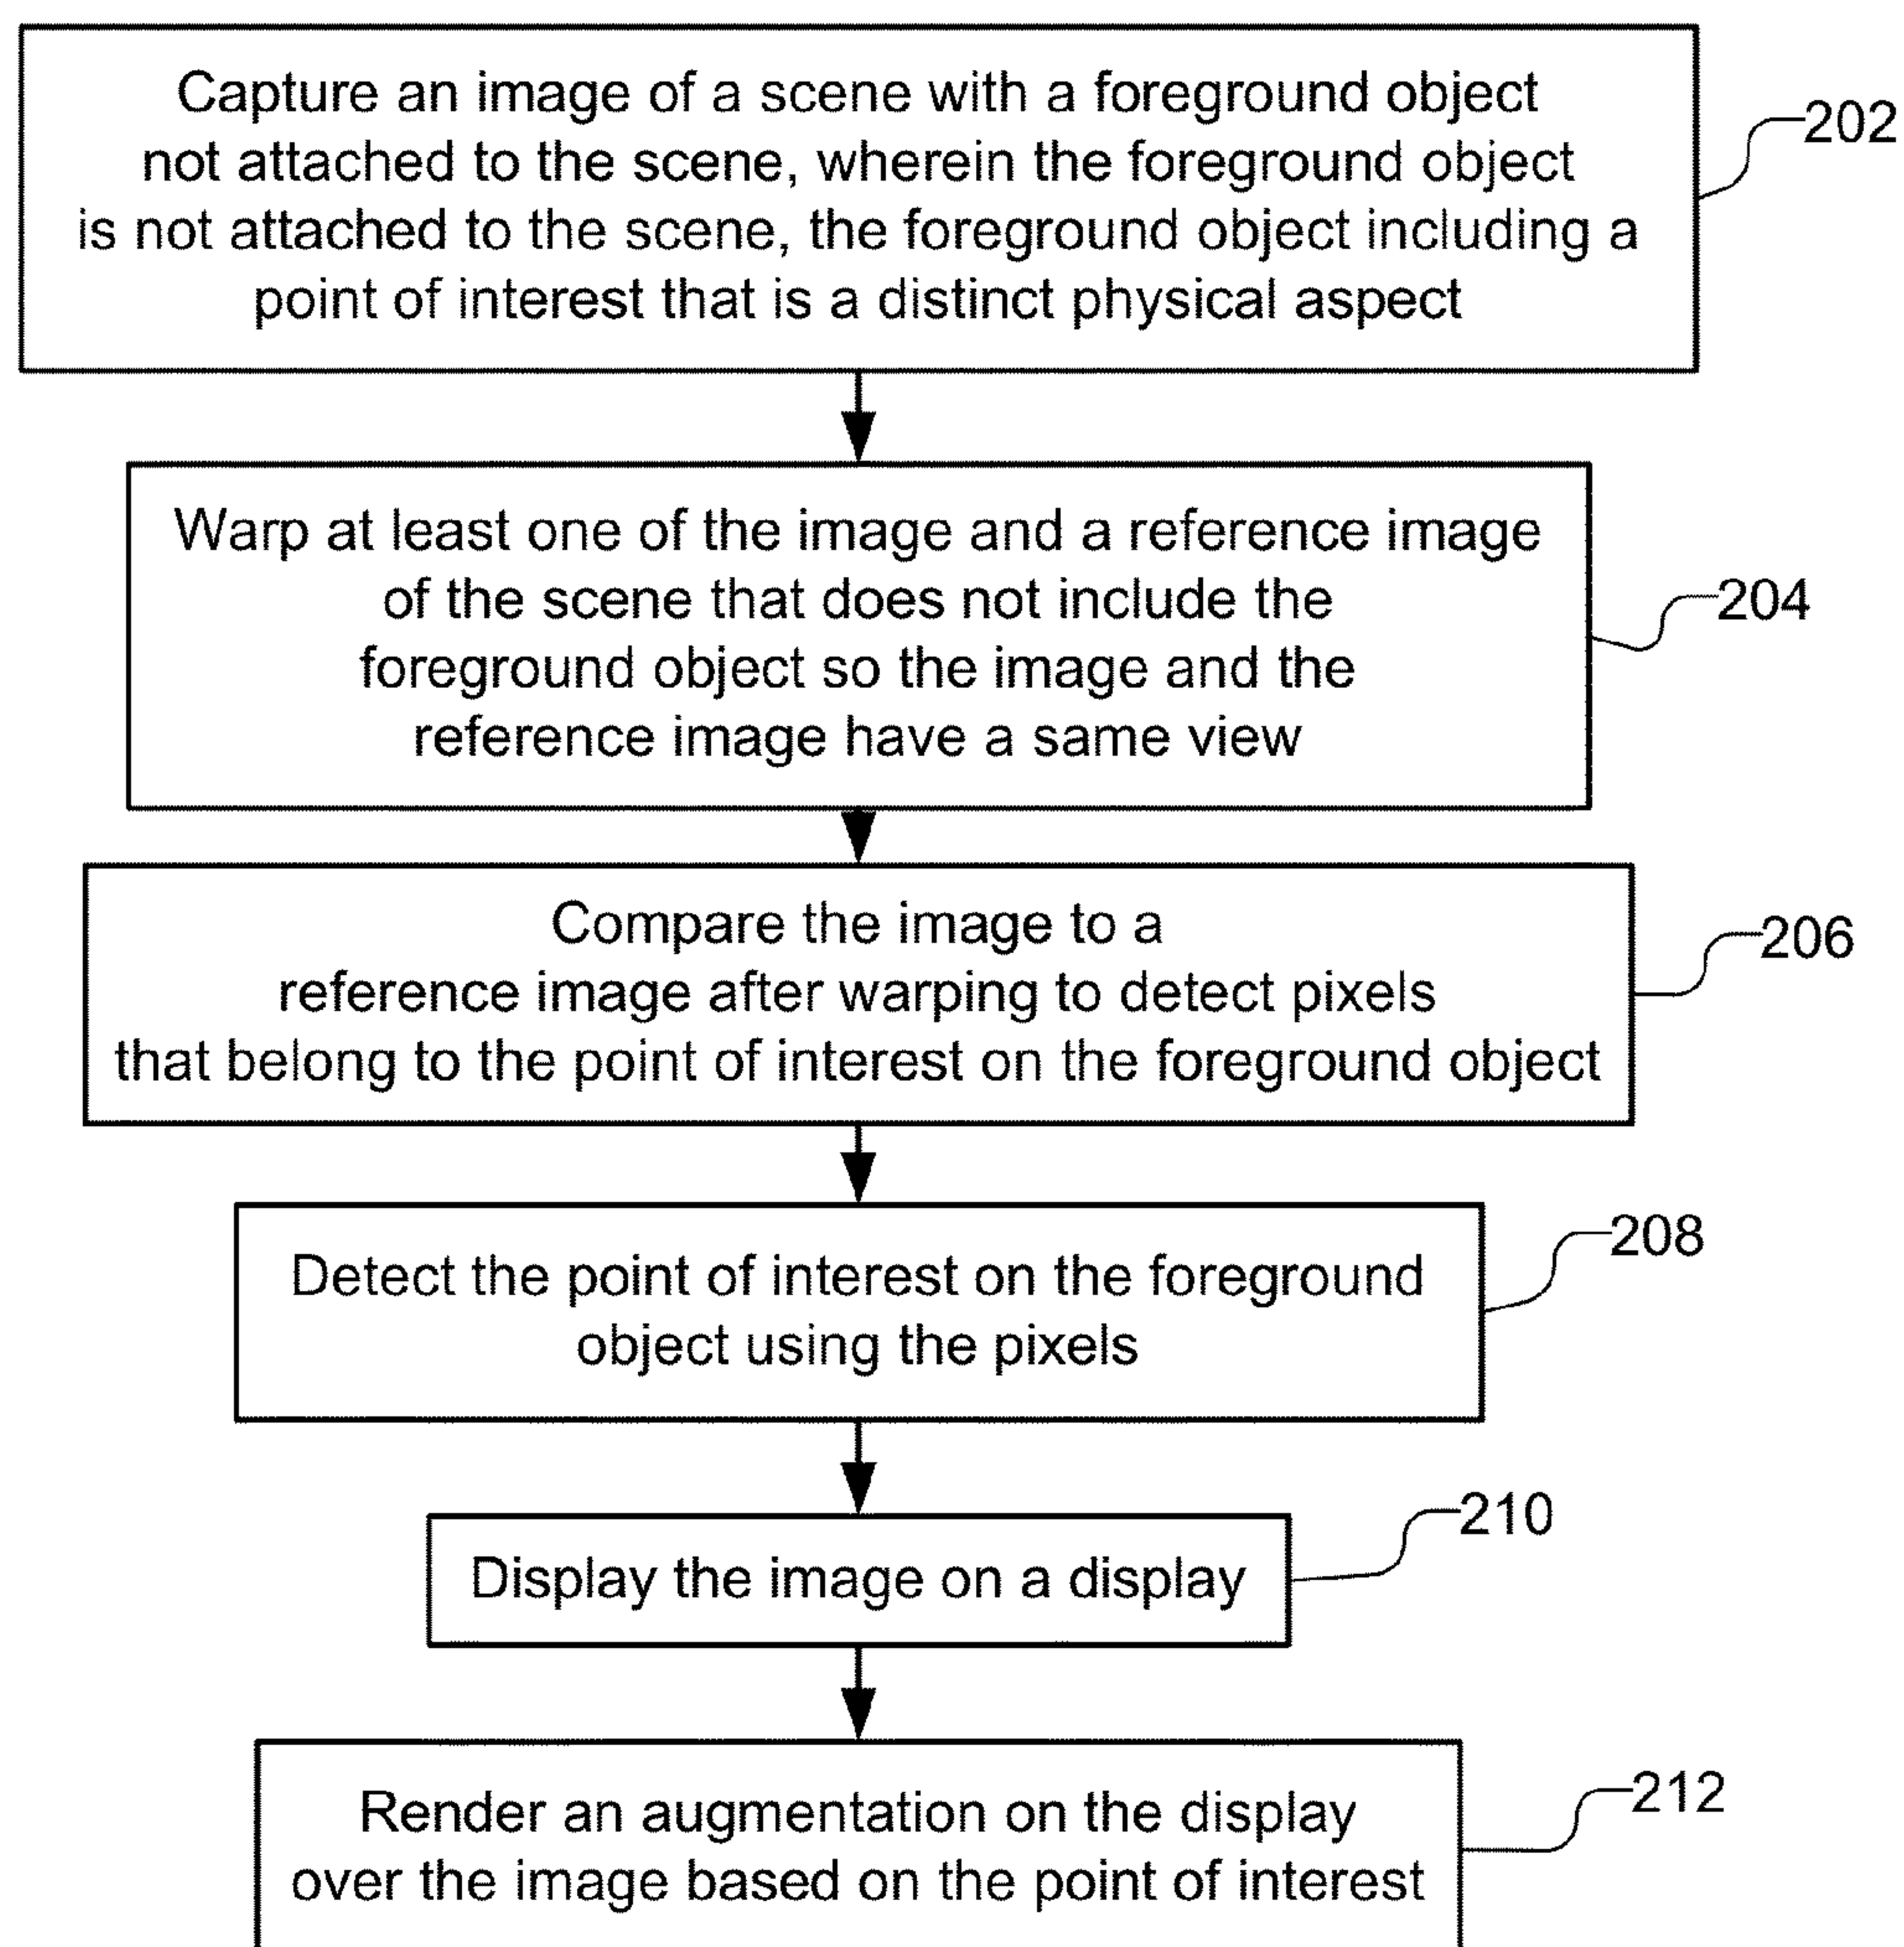 Capture an image of a scene with a foreground object
not attached to the scene, wherein the foreground object
is not attached to the scene, the foreground object including a
point of interest that is a distinct physical aspect
202
Warp at least one of the image and a reference image
of the scene that does not include the
foreground object so the image and the
reference image have a same view
204
Compare the image to a
reference image after warping to detect pixels
that belong to the point of interest on the foreground object
206
Detect the point of interest on the foreground
object using the pixels
208
Display the image on a display
210
Render an augmentation on the display
over the image based on the point of interest
212